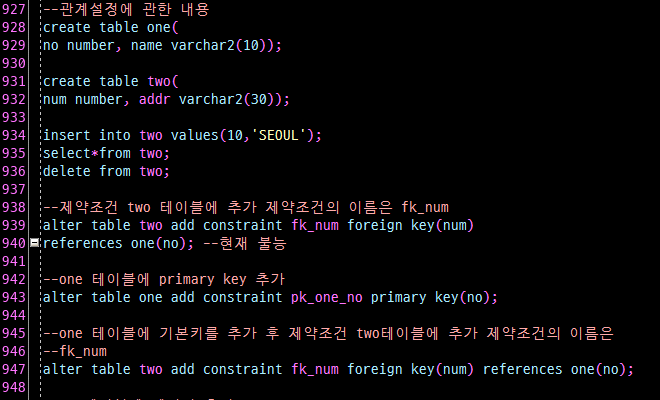 927 --관계설정에 관한 내용
928 create table one(
929 no number, name varchar2(10));
930
931 create table two(
932 num number, addr varchar2(30));
933
934 insert into two values(10,'SEOUL');
935 select*from two;
936 delete from two;
937
938 --제약조건 two 테이블에 추가 제약조건의 이름은 fk_num
939 alter table two add constraint fk_num foreign key(num)
940 references one(no); --현재 불능
941
942 --one 테이블에 primary key 추가
943 alter table one add constraint pk_one_no primary key(no);
944
945 --one 테이블에 기본키를 추가 후 제약조건 two테이블에 추가 제약조건의 이름은
946 --fk_num
947 alter table two add constraint fk_num foreign key(num) references one(no);
948